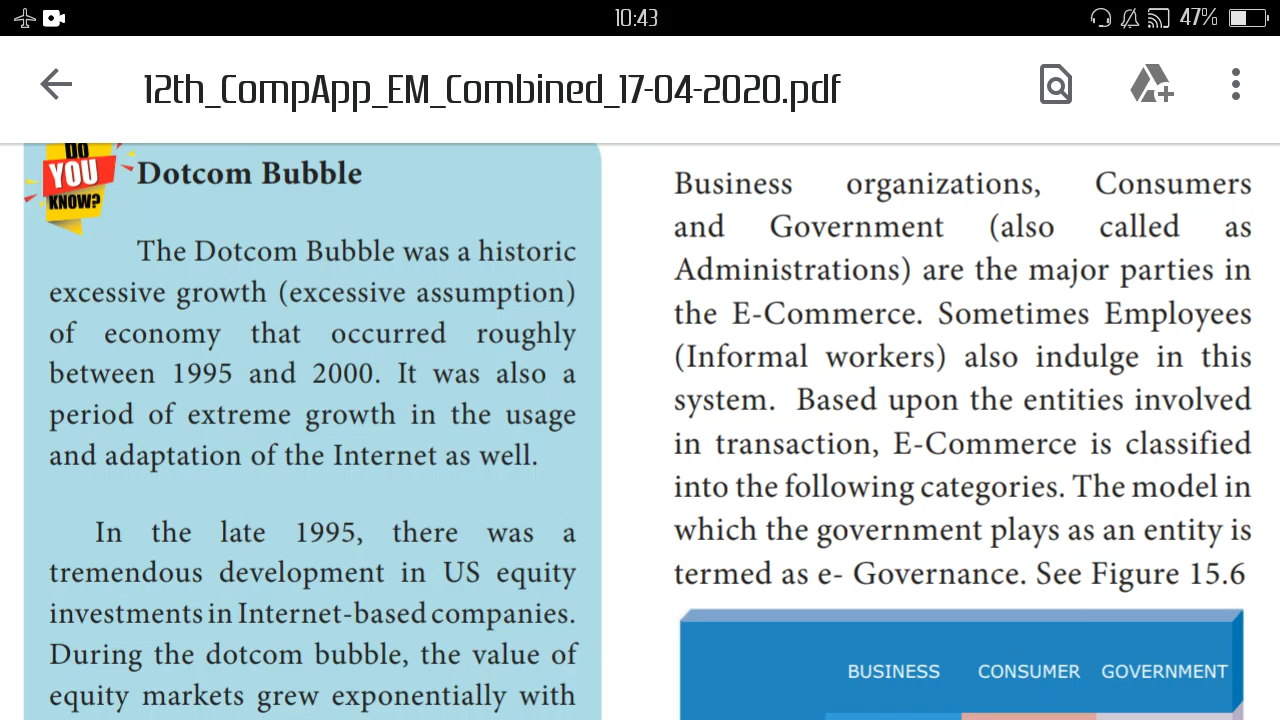 10:43
47%
12th_CompApp_EM_Combined_17-04-2020.pdf
DO
YOU
KNOW?
Dotcom Bubble
The Dotcom Bubble was a historic
excessive growth (excessive assumption)
of economy that occurred roughly
between 1995 and 2000. It was also a
period of extreme growth in the usage
and adaptation of the Internet as well.
In the late 1995, there was a
tremendous development in US equity
investments in Internet-based companies.
During the dotcom bubble, the value of
equity markets grew exponentially with
Business organizations, Consumers
and Government (also called as
Administrations) are the major parties in
the E-Commerce. Sometimes Employees
(Informal workers) also indulge in this
system. Based upon the entities involved
in transaction, E-Commerce is classified
into the following categories. The model in
which the government plays as an entity is
termed as e- Governance. See Figure 15.6
BUSINESS CONSUMER GOVERNMENT